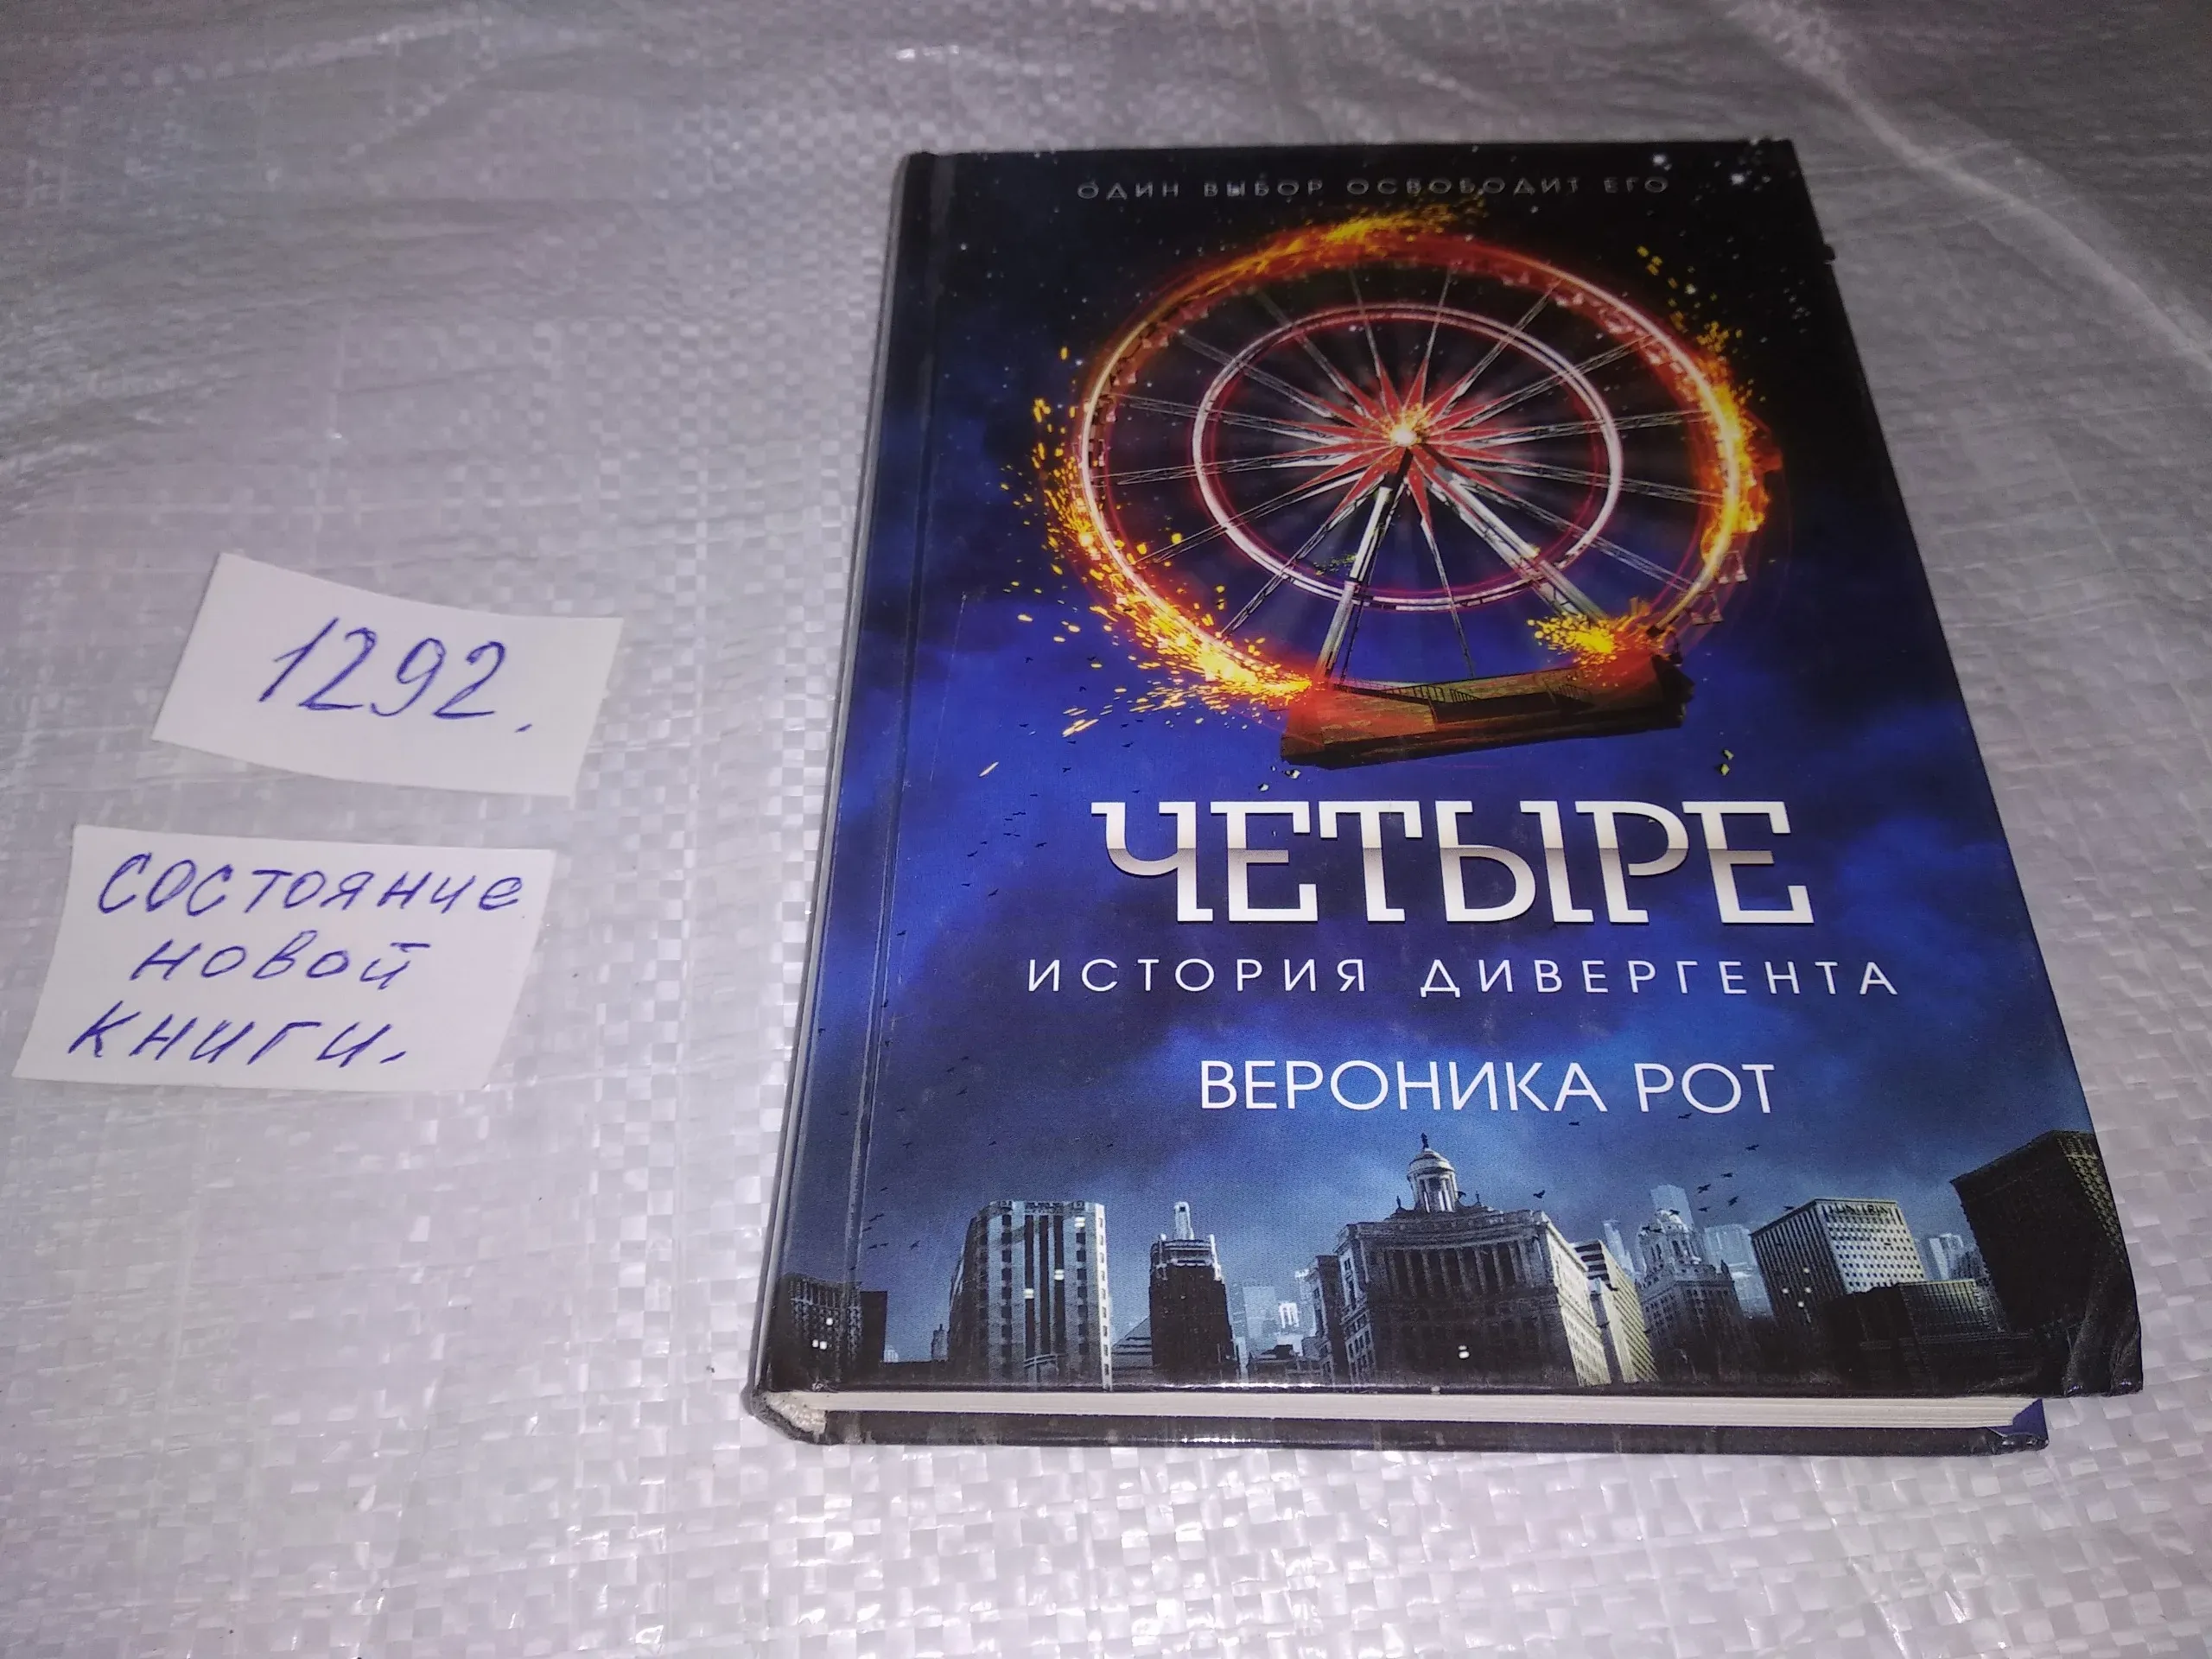 1292.
СОСТОЯНИЕ
НОВОЙ
КНИГИ.
ОДИН ВЫБОР ОСВОБОДИТ ЕГО
ЧЕТЫРЕ
ИСТОРИЯ ДИВЕРГЕНТА
ВЕРОНИКА РОТ